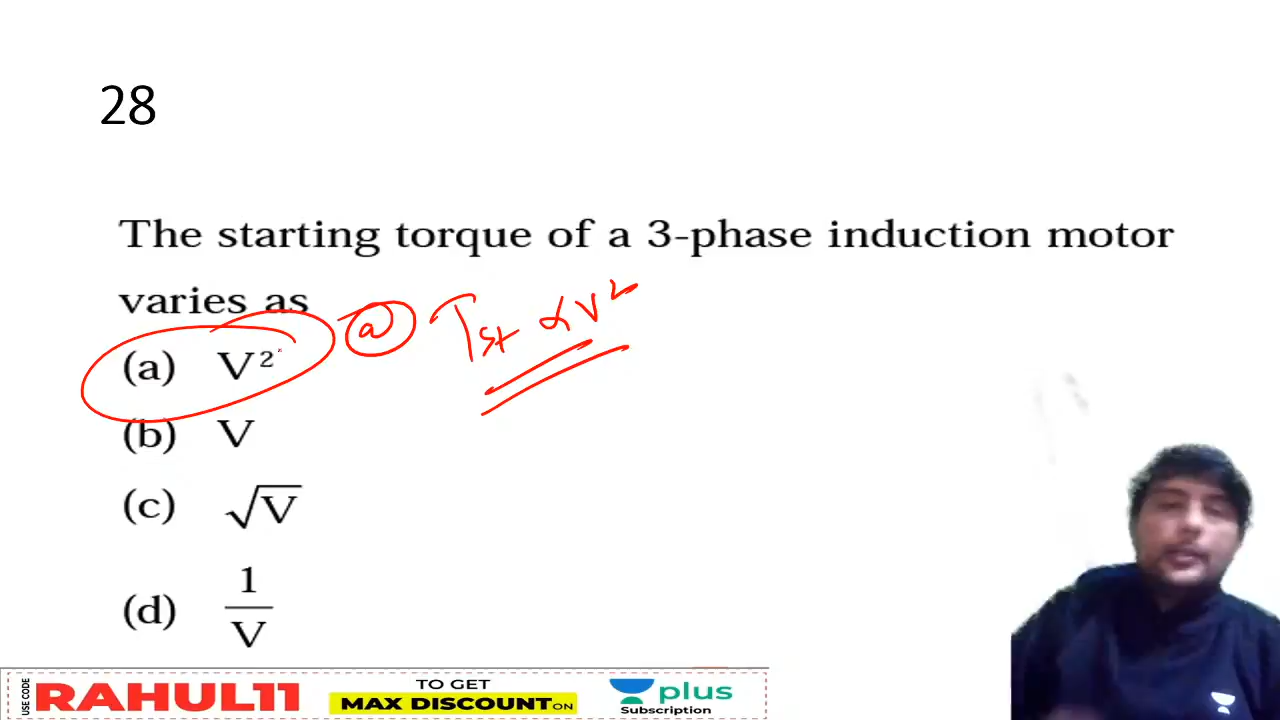 28
The starting torque of a 3-phase induction motor
varies as
(a) V²
(a) Tst ∝ V²
(b) V
(c) √V
(d) 1/V
USE CODE
RAHUL11
TO GET
MAX DISCOUNT ON
plus
Subscription